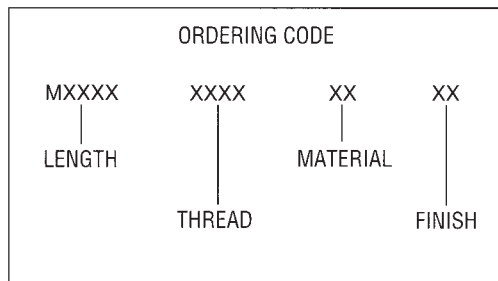 ORDERING CODE
MXXXX XXXX XX XX
LENGTH MATERIAL
THREAD FINISH